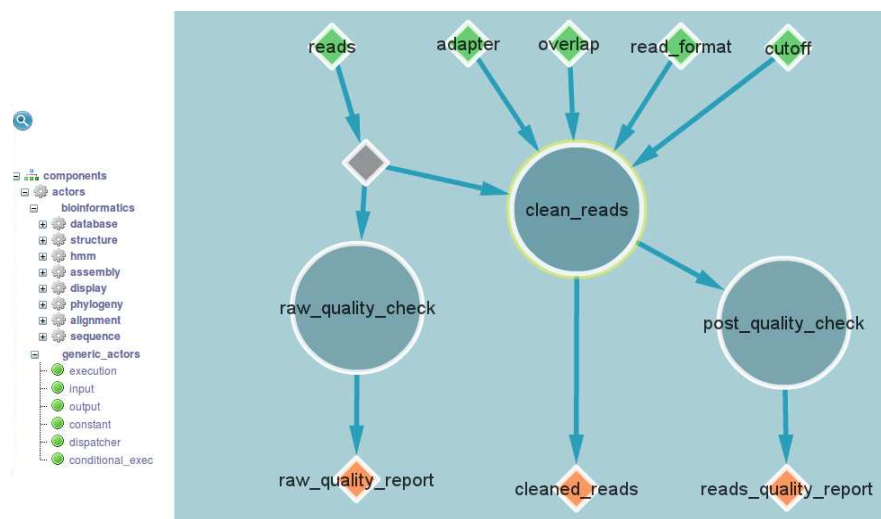 components
actors
bioinformatics
database
structure
hmm
assembly
display
phylogeny
alignment
sequence
generic_actors
execution
input
output
constant
dispatcher
conditional_exec
reads
adapter
overlap
read_format
cutoff
clean_reads
raw_quality_check
post_quality_check
raw_quality_report
cleaned_reads
reads_quality_report